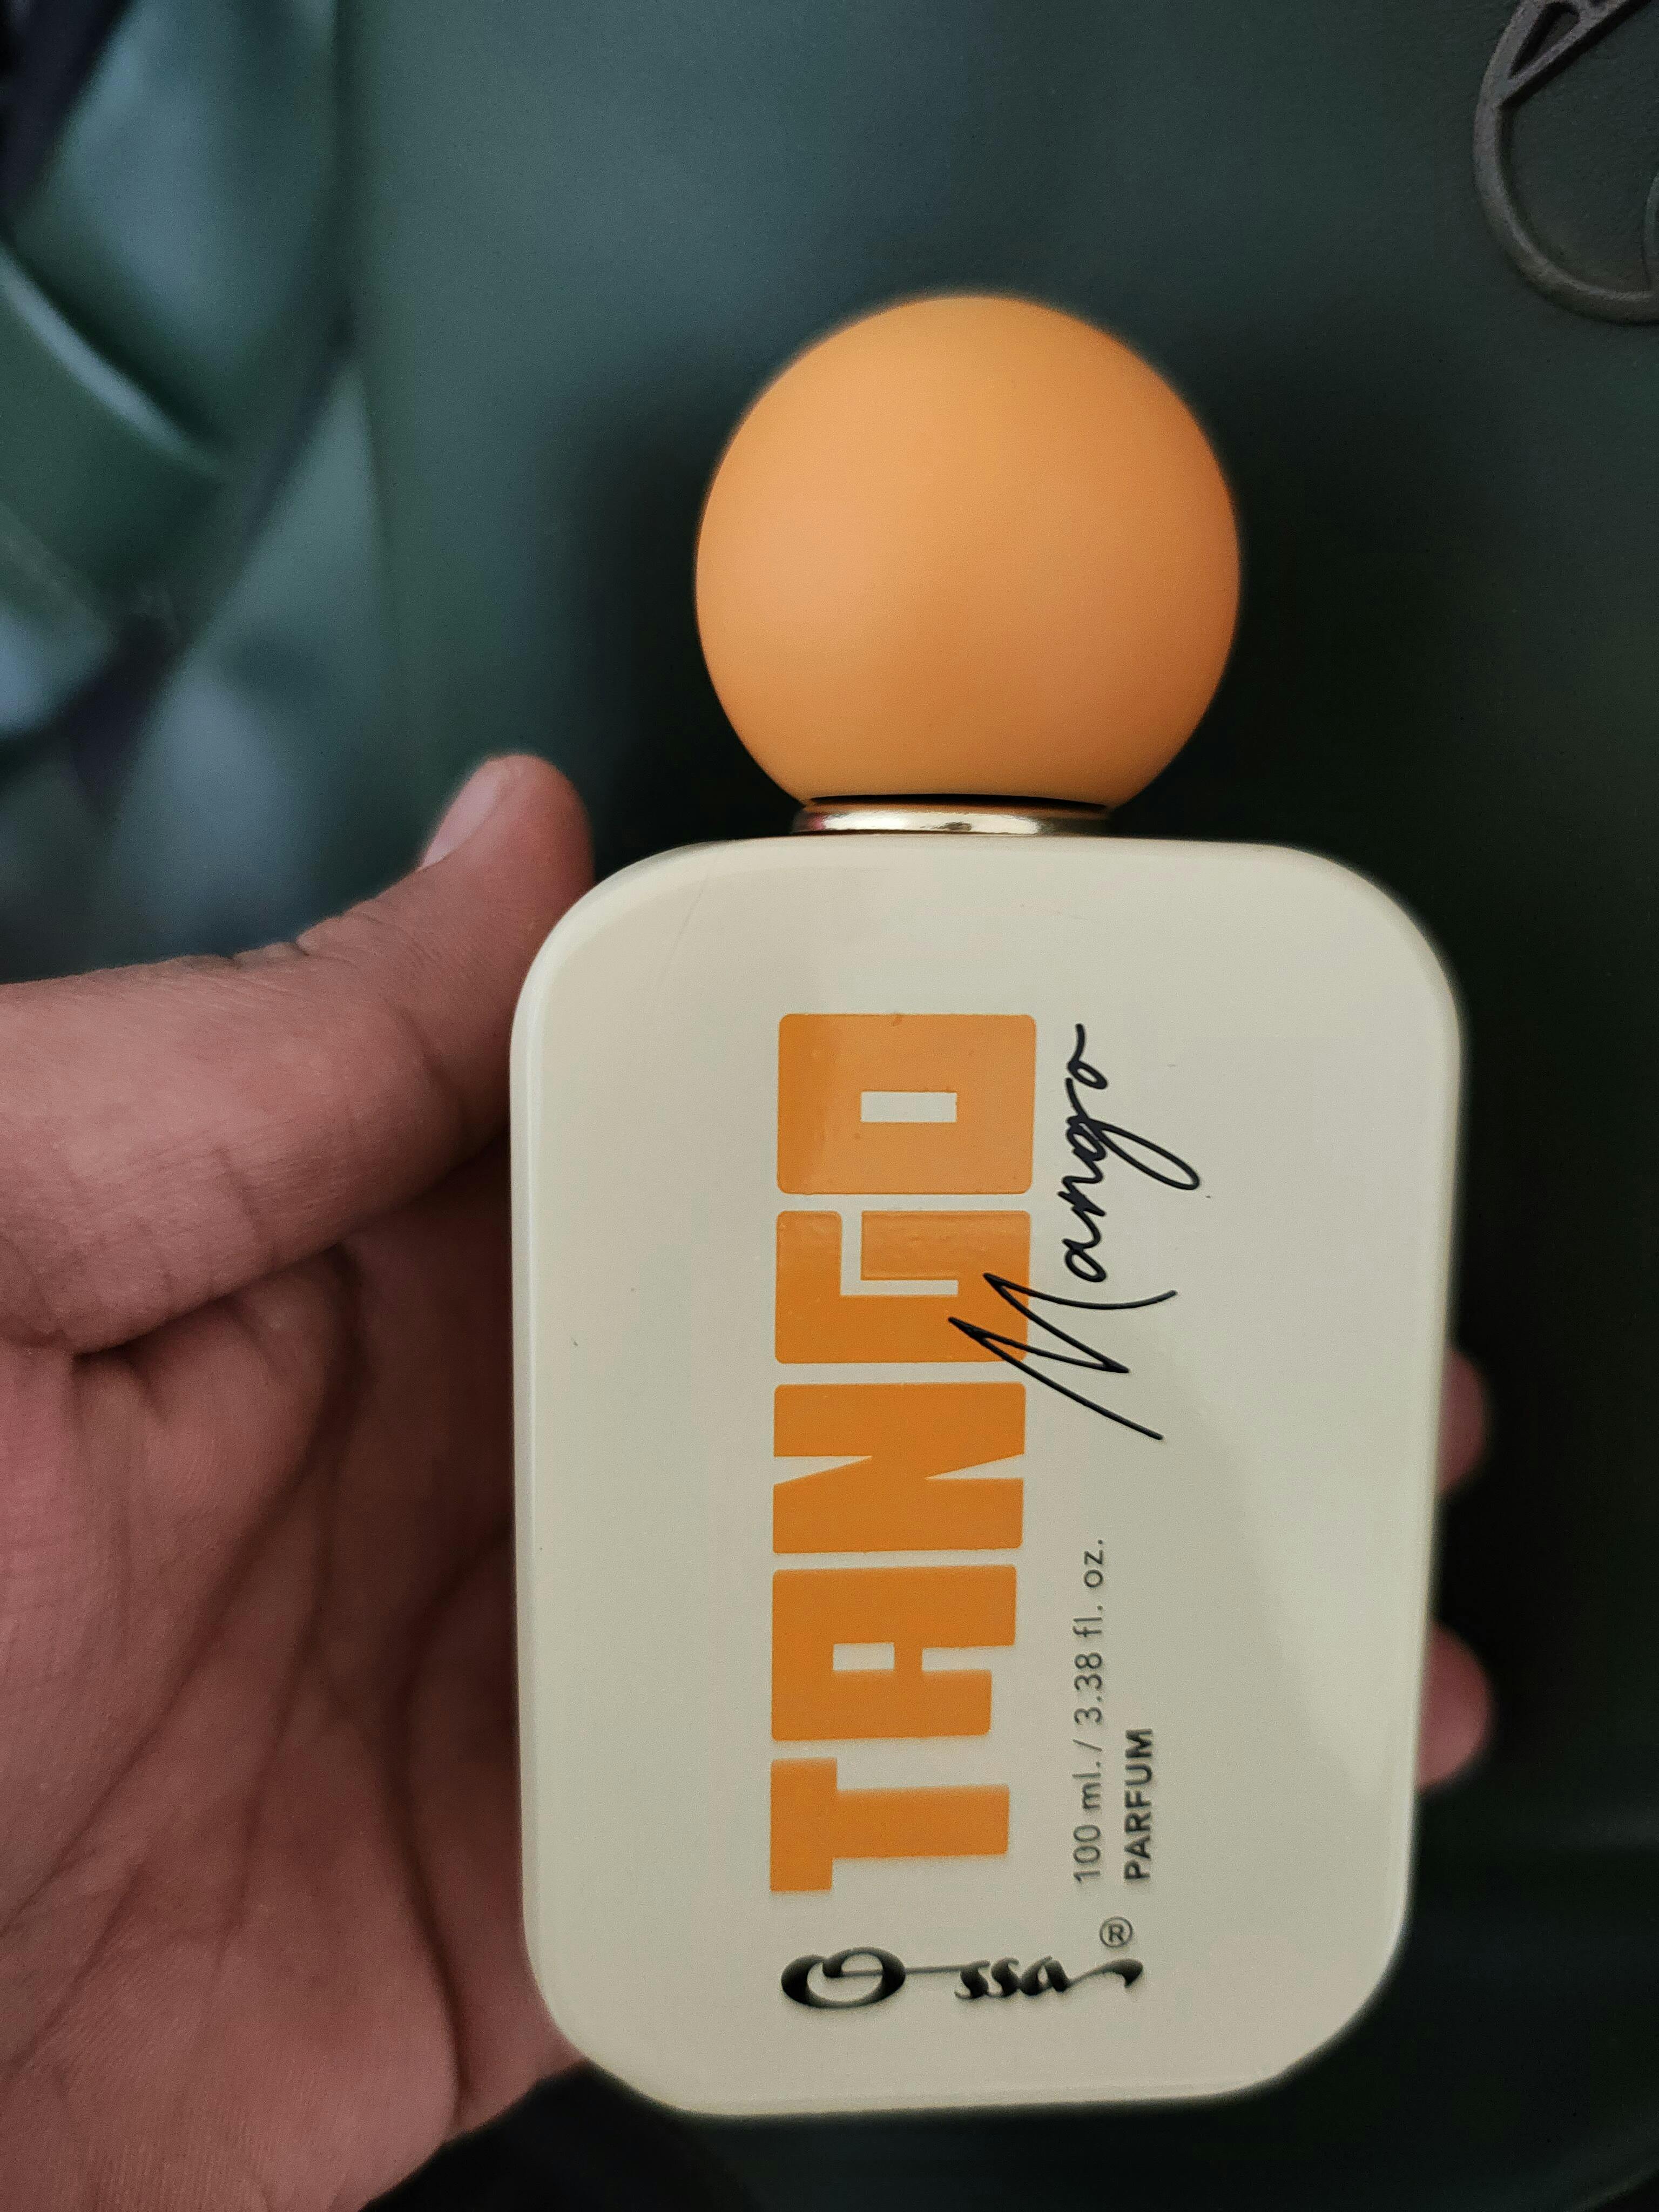 TANGO
Mango
100 ml./ 3.38 fl. oz.
PARFUM
Ossa®